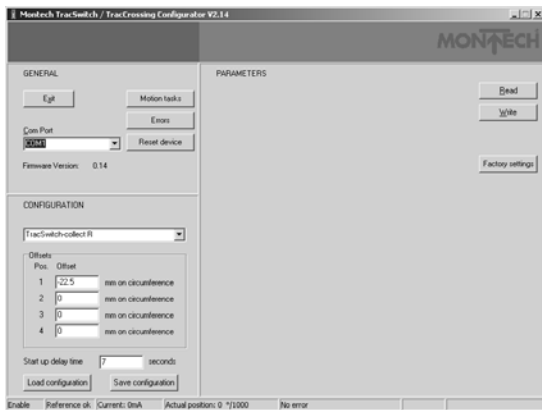 Montech TracSwitch / TracCrossing Configurator V2.14
MONTECH
GENERAL
Exit
Motion tasks
Errors
Com Port
COM1
Reset device
Firmware Version: 0.14
CONFIGURATION
TracSwitch-collect R
Offsets
Pos. Offset
1 -22.5 mm on circumference
2 0 mm on circumference
3 0 mm on circumference
4 0 mm on circumference
Start up delay time 7 seconds
Load configuration Save configuration
PARAMETERS
Read
Write
Factory settings
Enable Reference ok Current: 0mA Actual position: 0 °/1000 No error